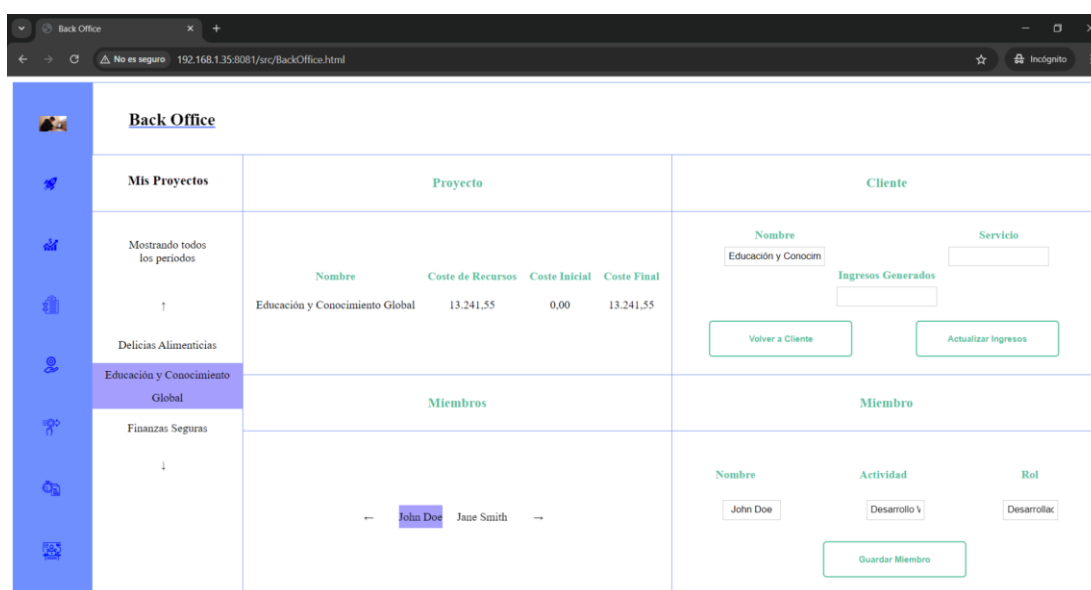 Back Office
No es seguro 192.168.1.35:8081/src/BackOffice.html
Incógnito
Back Office
Mis Proyectos
Proyecto
Cliente
Mostrando todos
los períodos
↑
Delicias Alimenticias
Educación y Conocimiento
Global
Finanzas Seguras
↓
Nombre Coste de Recursos Coste Inicial Coste Final
Educación y Conocimiento Global 13.241,55 0,00 13.241,55
Nombre Servicio
Educación y Conocim
Ingresos Generados
Volver a Cliente Actualizar Ingresos
Miembros
Miembro
← John Doe Jane Smith →
Nombre Actividad Rol
John Doe Desarrollo Desarrollac
Guardar Miembro